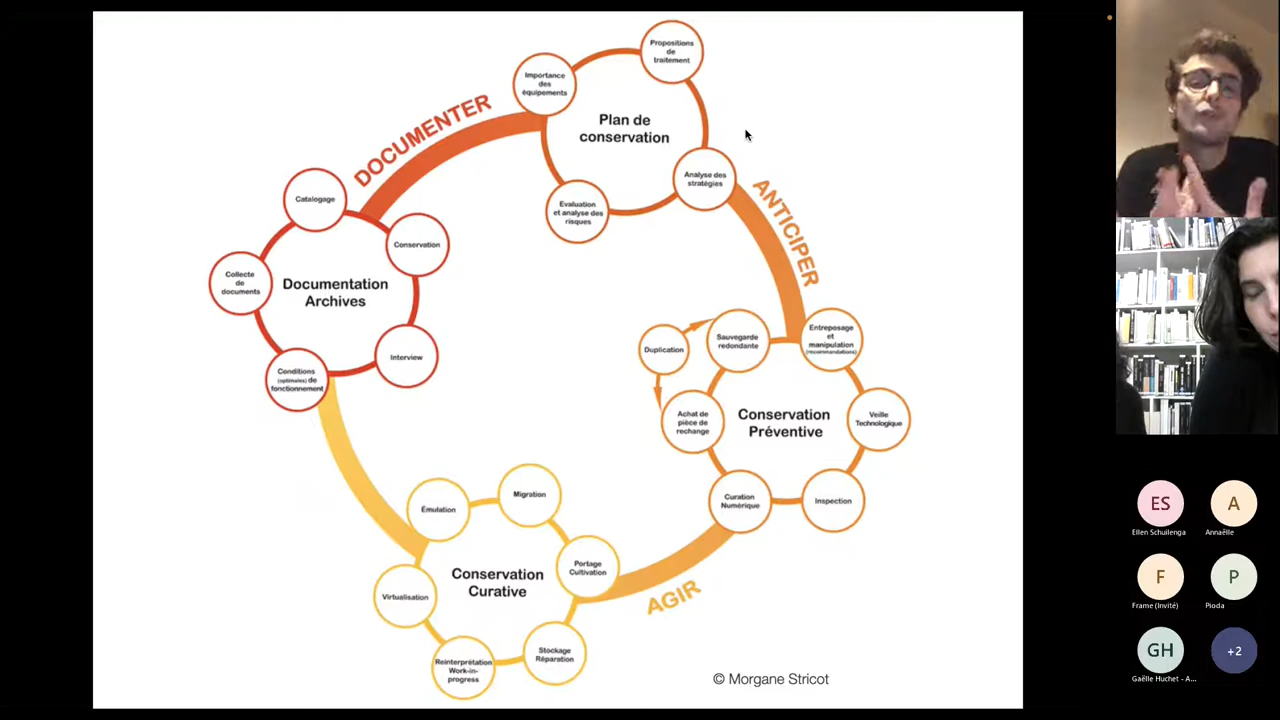 Propositions
de
traitement
Importance
des
équipements
Plan de
conservation
Analyse des
stratégies
Evaluation
et analyse des
risques
DOCUMENTER
ANTICIPER
Catalogage
Conservation
Collecte
de
documents
Documentation
Archives
Interview
Conditions
(optimales) de
fonctionnement
Duplication
Sauvegarde
redondante
Entreposage
et
manipulation
(recommandations)
Achat de
pièce de
rechange
Conservation
Préventive
Veille
Technologique
Curation
Numérique
Inspection
Émulation
Migration
Portage
Cultivation
Conservation
Curative
Virtualisation
Reinterprétation
Work-in-
progress
Stockage
Réparation
AGIR
© Morgane Stricot
ES
Ellen Schuilenga
A
Annaëlle
F
Frame (Invité)
P
Pioda
GH
Gaëlle Huchet - A...
+2